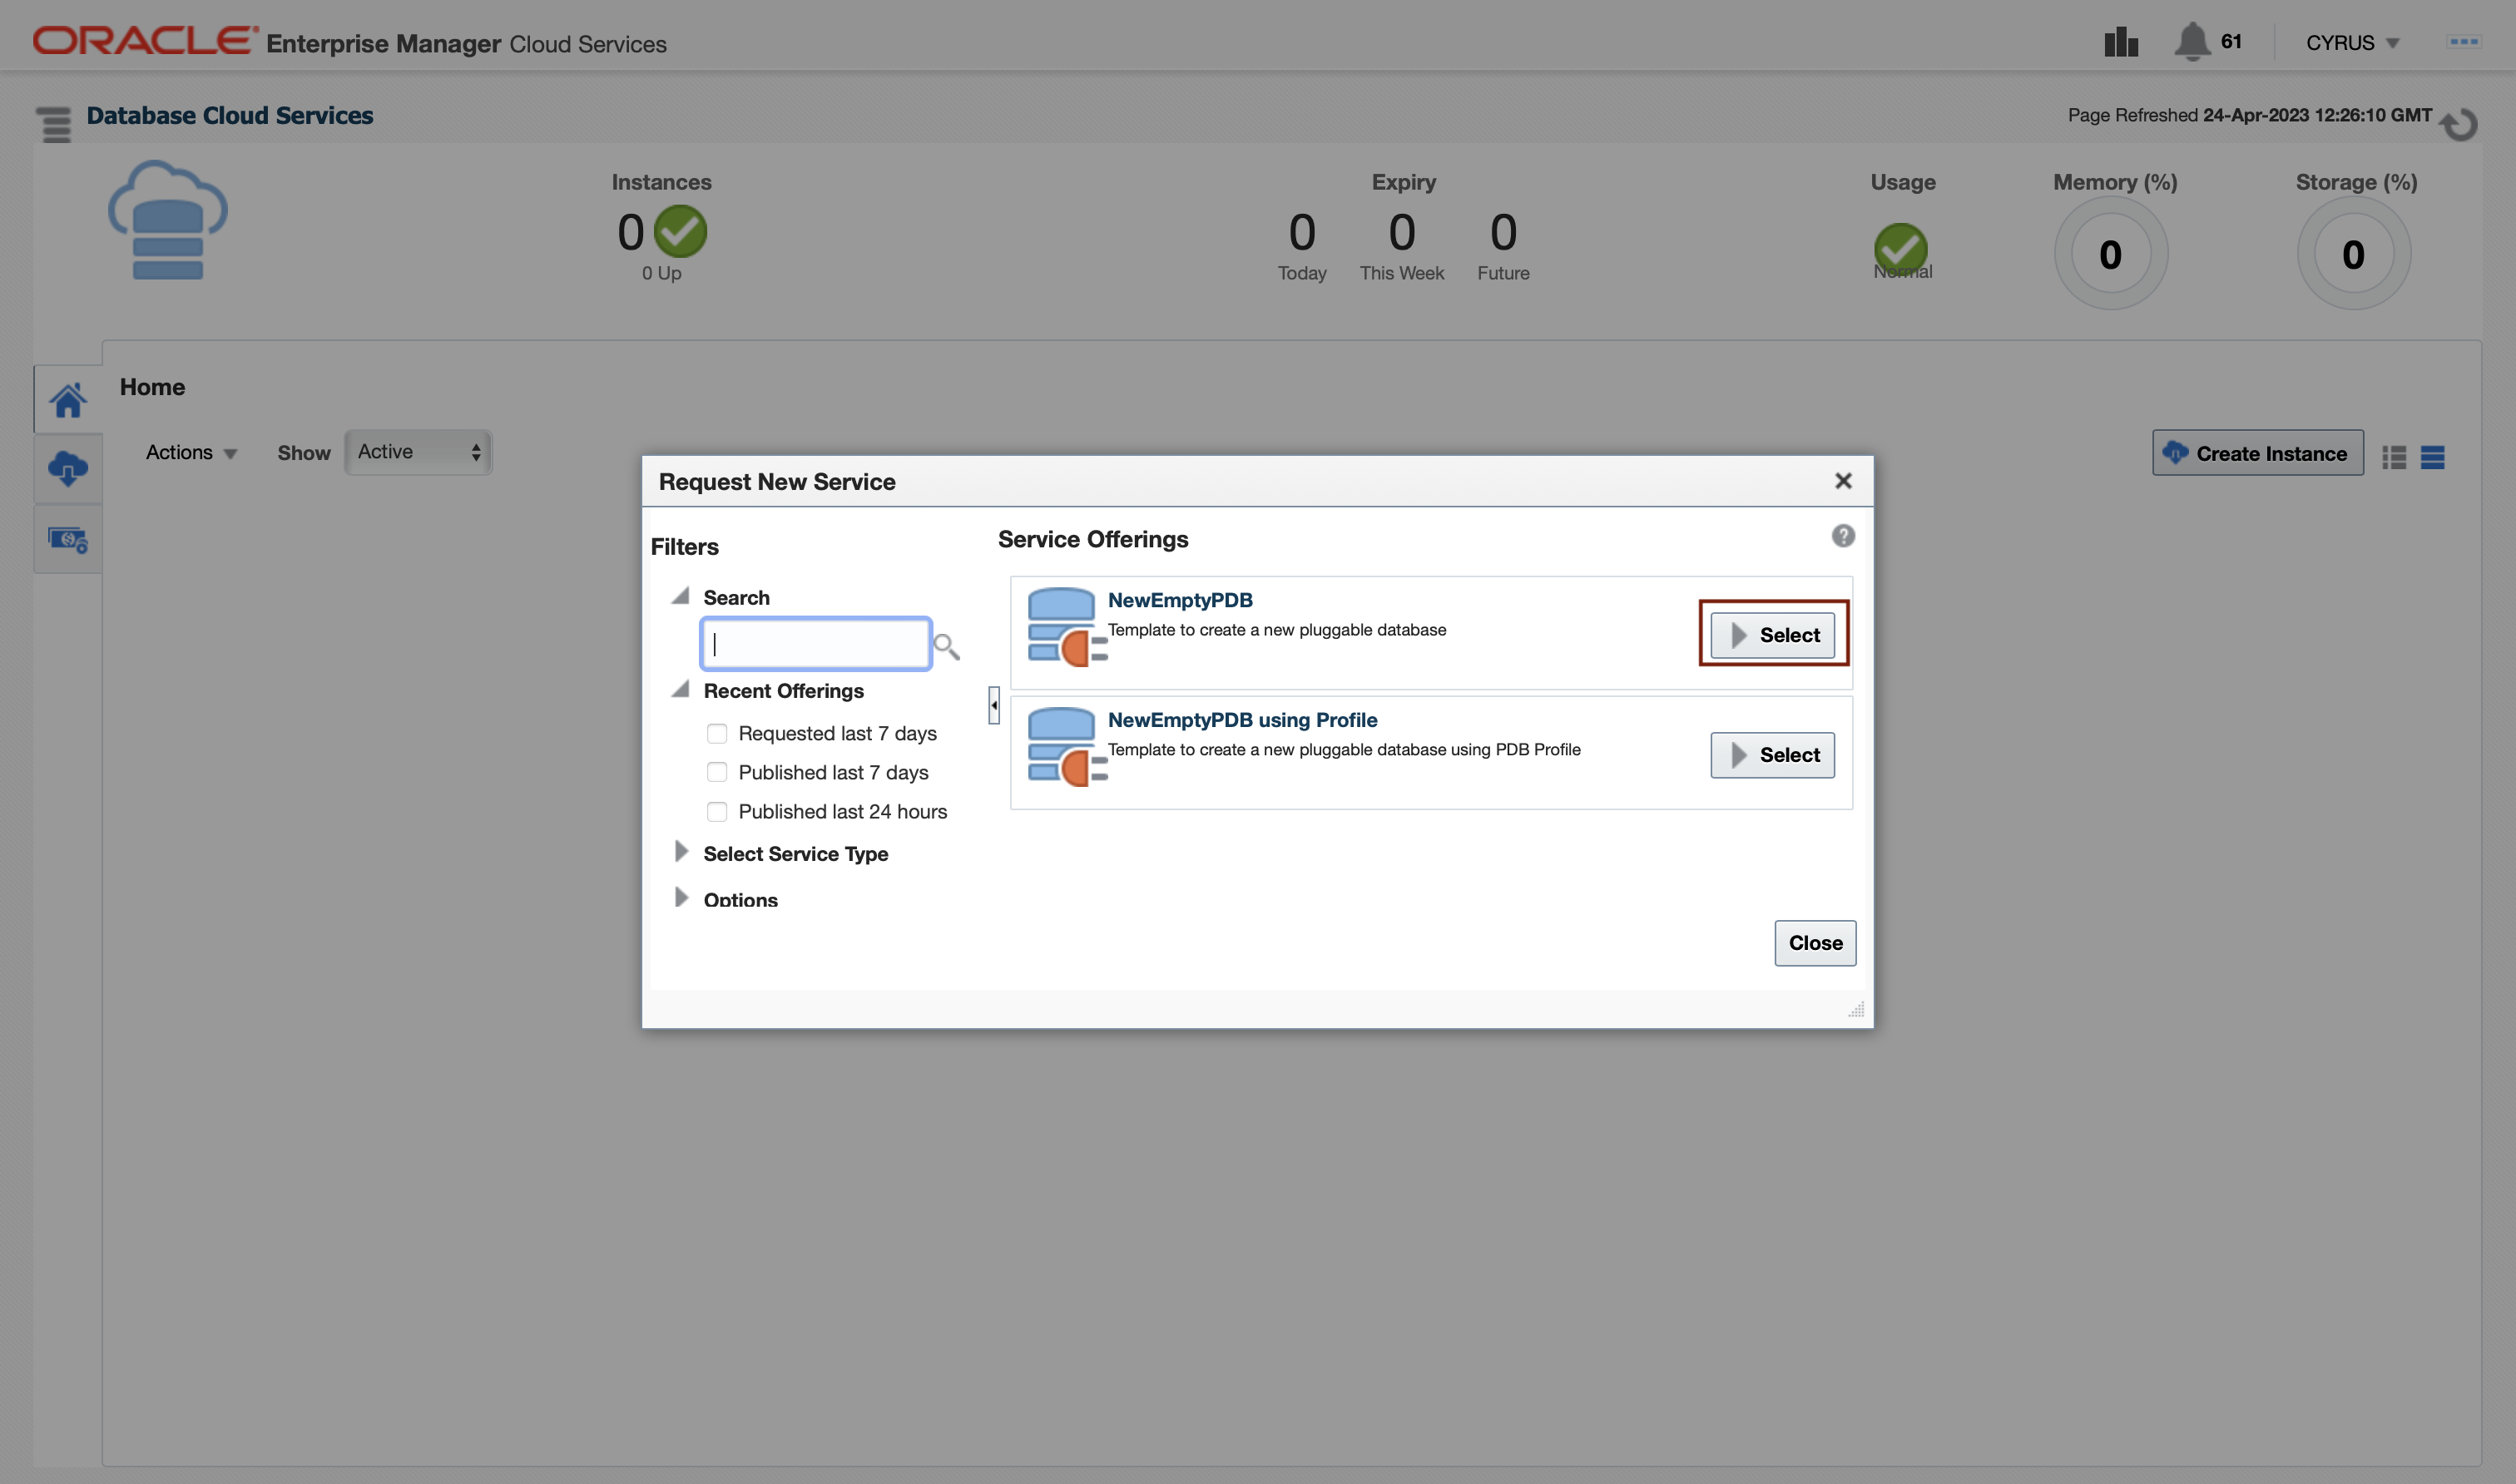 ORACLE Enterprise Manager Cloud Services
61
CYRUS
Database Cloud Services
Page Refreshed 24-Apr-2023 12:26:10 GMT
Instances
0
0 Up
Expiry
0 0 0
Today This Week Future
Usage
Normal
Memory (%)
0
Storage (%)
0
Home
Actions Show Active
Create Instance
Request New Service
Filters
Search
Recent Offerings
Requested last 7 days
Published last 7 days
Published last 24 hours
Select Service Type
Options
Service Offerings
NewEmptyPDB
Template to create a new pluggable database
Select
NewEmptyPDB using Profile
Template to create a new pluggable database using PDB Profile
Select
Close